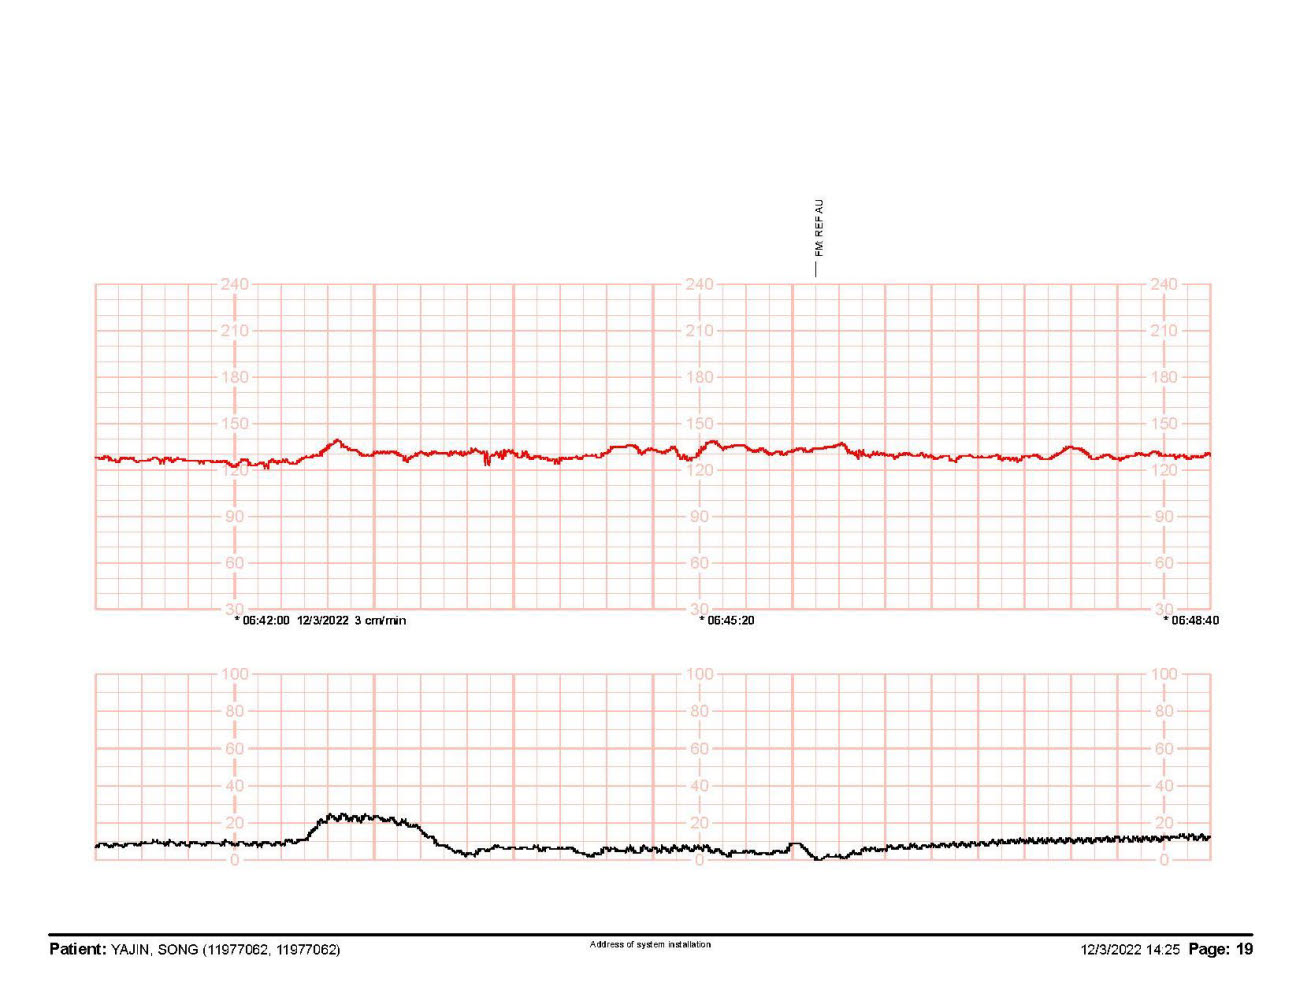 FM: REF AU
240 240 240
210 210 210
180 180 180
150 150 150
120 120 120
90 90 90
60 60 60
30 30 30
* 06:42:00 12/3/2022 3 cm/min * 06:45:20 * 06:48:40
100 100 100
80 80 80
60 60 60
40 40 40
20 20 20
0 0 0
Patient: YAJIN, SONG (11977062, 11977062) Address of system installation 12/3/2022 14:25 Page: 19